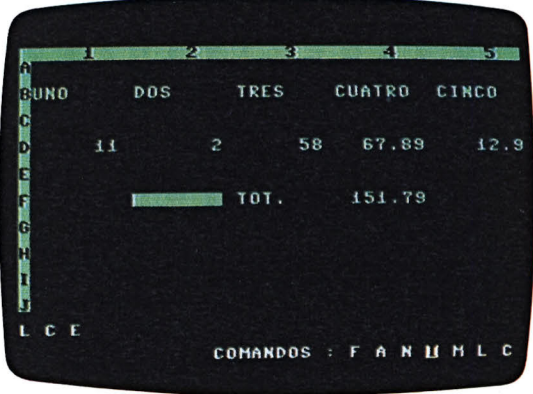 1 2 3 4 5
A
B UNO DOS TRES CUATRO CINCO
C
D 11 2 58 67.89 12.9
E
F TOT. 151.79
G
H
I
J
L C E
COMANDOS : F A N U M L C